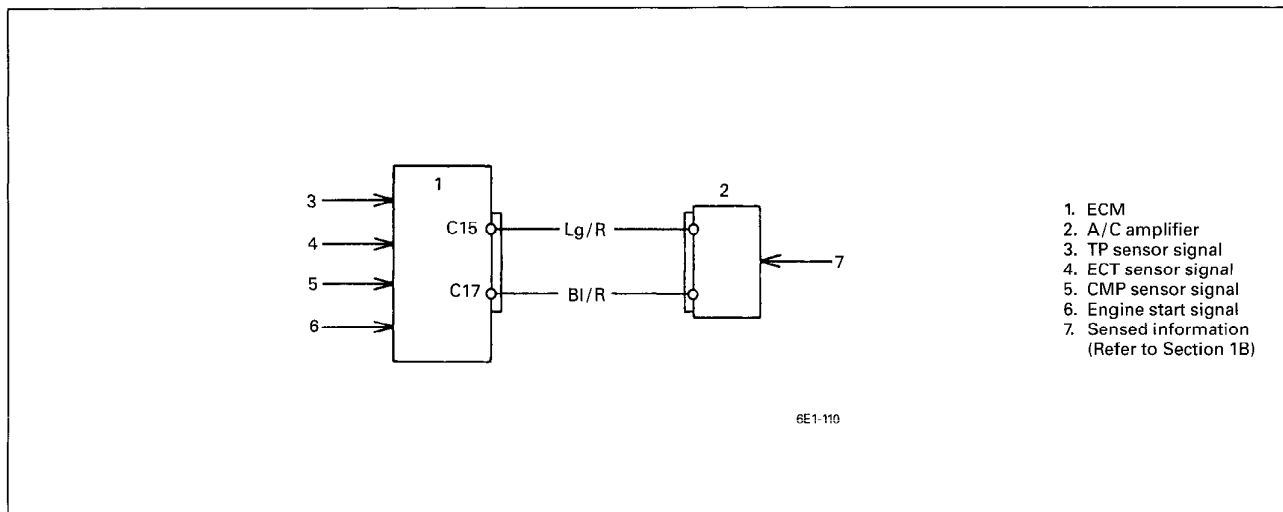 1
2
3
4
5
6
C15
Lg/R
C17
Bl/R
7
1. ECM
2. A/C amplifier
3. TP sensor signal
4. ECT sensor signal
5. CMP sensor signal
6. Engine start signal
7. Sensed information
(Refer to Section 1B)
6E1-110